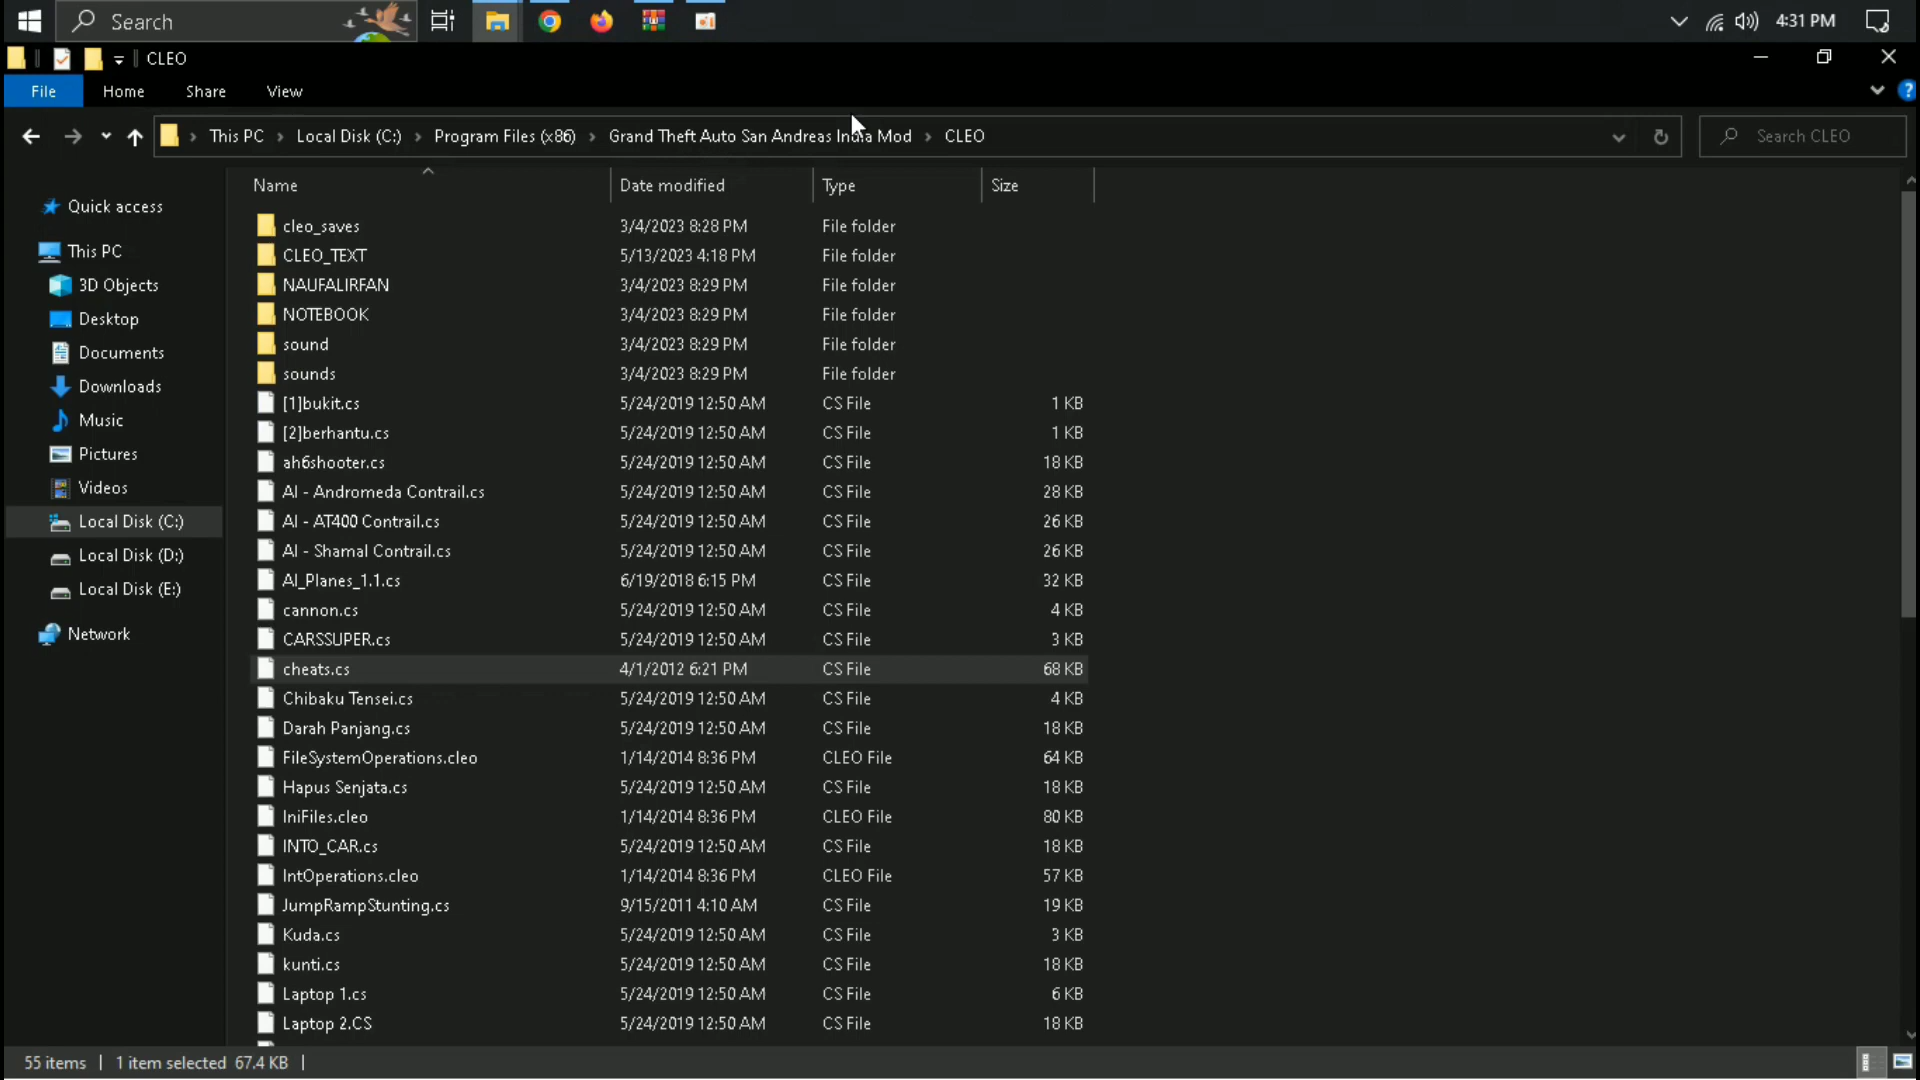 Search
4:31 PM
CLEO
File Home Share View
This PC Local Disk (C:) Program Files (x86) Grand Theft Auto San Andreas India Mod CLEO
Search CLEO
Quick access
This PC
3D Objects
Desktop
Documents
Downloads
Music
Pictures
Videos
Local Disk (C:)
Local Disk (D:)
Local Disk (E:)
Network
Name Date modified Type Size
cleo_saves 3/4/2023 8:28 PM File folder
CLEO_TEXT 5/13/2023 4:18 PM File folder
NAUFALIRFAN 3/4/2023 8:29 PM File folder
NOTEBOOK 3/4/2023 8:29 PM File folder
sound 3/4/2023 8:29 PM File folder
sounds 3/4/2023 8:29 PM File folder
[1]bukit.cs 5/24/2019 12:50 AM CS File 1 KB
[2]berhantu.cs 5/24/2019 12:50 AM CS File 1 KB
ah6shooter.cs 5/24/2019 12:50 AM CS File 18 KB
AI - Andromeda Contrail.cs 5/24/2019 12:50 AM CS File 28 KB
AI - AT400 Contrail.cs 5/24/2019 12:50 AM CS File 26 KB
AI - Shamal Contrail.cs 5/24/2019 12:50 AM CS File 26 KB
AI_Planes_1.1.cs 6/19/2018 6:15 PM CS File 32 KB
cannon.cs 5/24/2019 12:50 AM CS File 4 KB
CARSSUPER.cs 5/24/2019 12:50 AM CS File 3 KB
cheats.cs 4/1/2012 6:21 PM CS File 68 KB
Chibaku Tensei.cs 5/24/2019 12:50 AM CS File 4 KB
Darah Panjang.cs 5/24/2019 12:50 AM CS File 18 KB
FileSystemOperations.cleo 1/14/2014 8:36 PM CLEO File 64 KB
Hapus Senjata.cs 5/24/2019 12:50 AM CS File 18 KB
IniFiles.cleo 1/14/2014 8:36 PM CLEO File 80 KB
INTO_CAR.cs 5/24/2019 12:50 AM CS File 18 KB
IntOperations.cleo 1/14/2014 8:36 PM CLEO File 57 KB
JumpRampStunting.cs 9/15/2011 4:10 AM CS File 19 KB
Kuda.cs 5/24/2019 12:50 AM CS File 3 KB
kunti.cs 5/24/2019 12:50 AM CS File 18 KB
Laptop 1.cs 5/24/2019 12:50 AM CS File 6 KB
Laptop 2.CS 5/24/2019 12:50 AM CS File 18 KB
55 items | 1 item selected 67.4 KB |